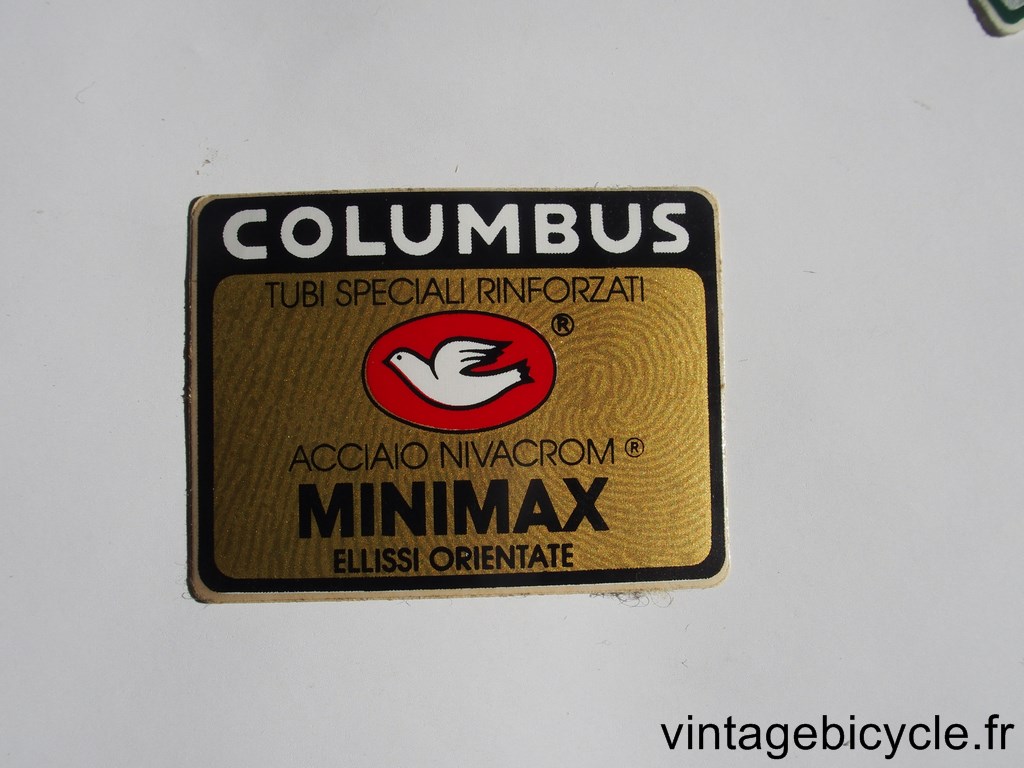 COLUMBUS
TUBI SPECIALI RINFORZATI
®
ACCIAIO NIVACROM ®
MINIMAX
ELLISSI ORIENTATE
vintagebicycle.fr